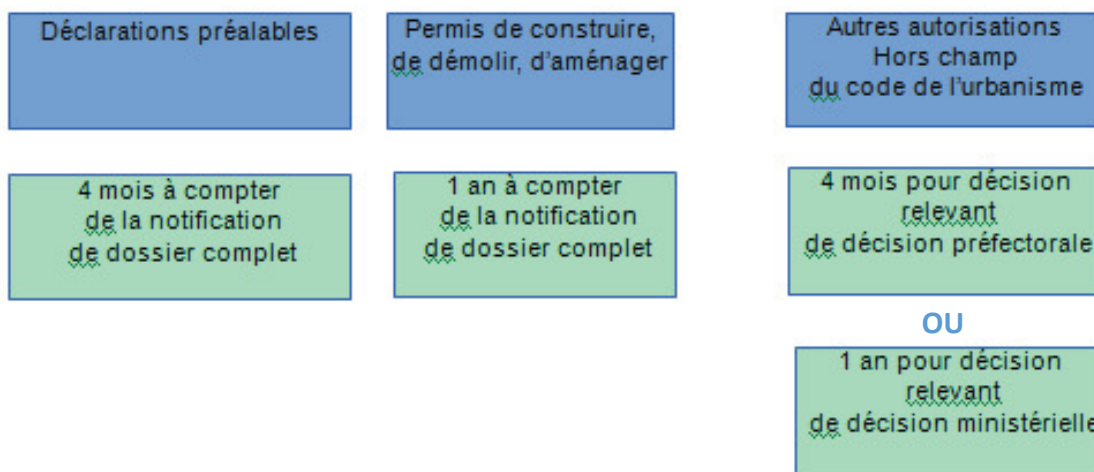 Déclarations préalables
Permis de construire,
de démolir, d'aménager
Autres autorisations
Hors champ
du code de l'urbanisme
4 mois à compter
de la notification
de dossier complet
1 an à compter
de la notification
de dossier complet
4 mois pour décision
relevant
de décision préfectorale
OU
1 an pour décision
relevant
de décision ministérielle